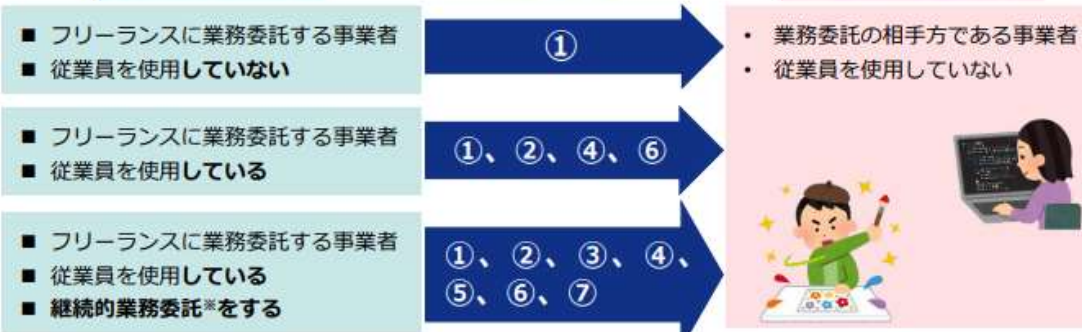 ■ フリーランスに業務委託する事業者
■ 従業員を使用していない
①
・ 業務委託の相手方である事業者
・ 従業員を使用していない
■ フリーランスに業務委託する事業者
■ 従業員を使用している
①、②、④、⑥
■ フリーランスに業務委託する事業者
■ 従業員を使用している
■ 継続的業務委託※をする
①、②、③、④、
⑤、⑥、⑦